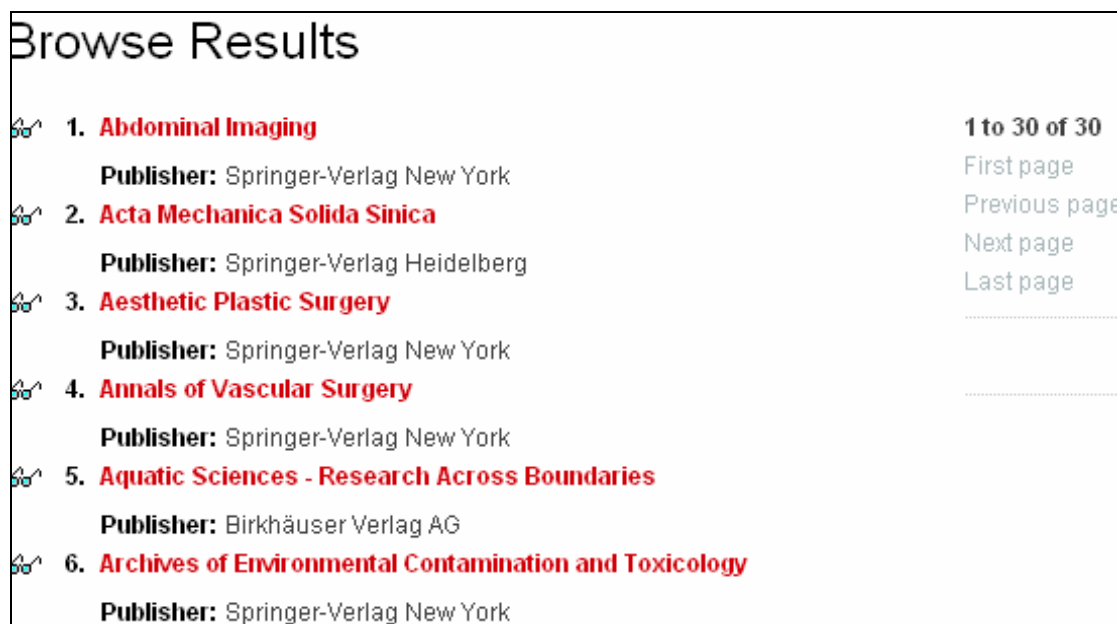 Browse Results
1. Abdominal Imaging
Publisher: Springer-Verlag New York
2. Acta Mechanica Solida Sinica
Publisher: Springer-Verlag Heidelberg
3. Aesthetic Plastic Surgery
Publisher: Springer-Verlag New York
4. Annals of Vascular Surgery
Publisher: Springer-Verlag New York
5. Aquatic Sciences - Research Across Boundaries
Publisher: Birkhäuser Verlag AG
6. Archives of Environmental Contamination and Toxicology
Publisher: Springer-Verlag New York
1 to 30 of 30
First page
Previous page
Next page
Last page